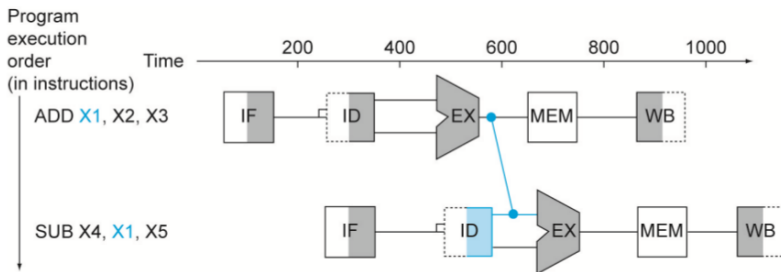 Program
execution
order
(in instructions)
Time
200 400 600 800 1000
ADD X1, X2, X3
IF ID EX MEM WB
SUB X4, X1, X5
IF ID EX MEM WB